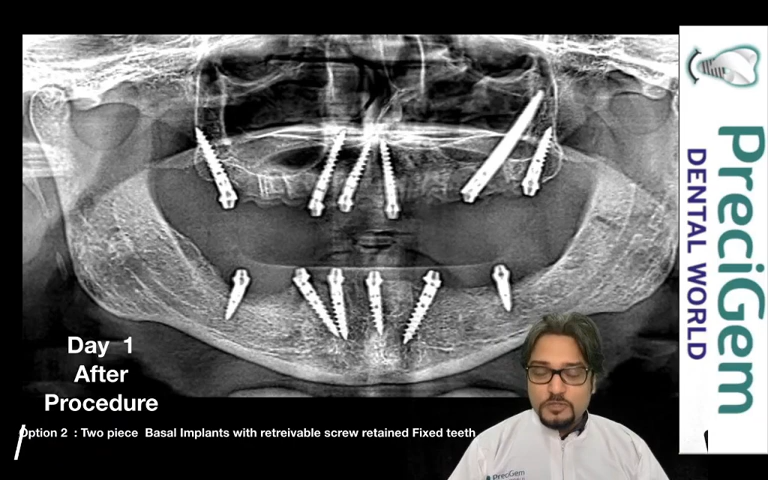 Day 1
After
Procedure
Option 2 : Two piece Basal Implants with retreivable screw retained Fixed teeth
PreciGem
DENTAL WORLD
PreciGem